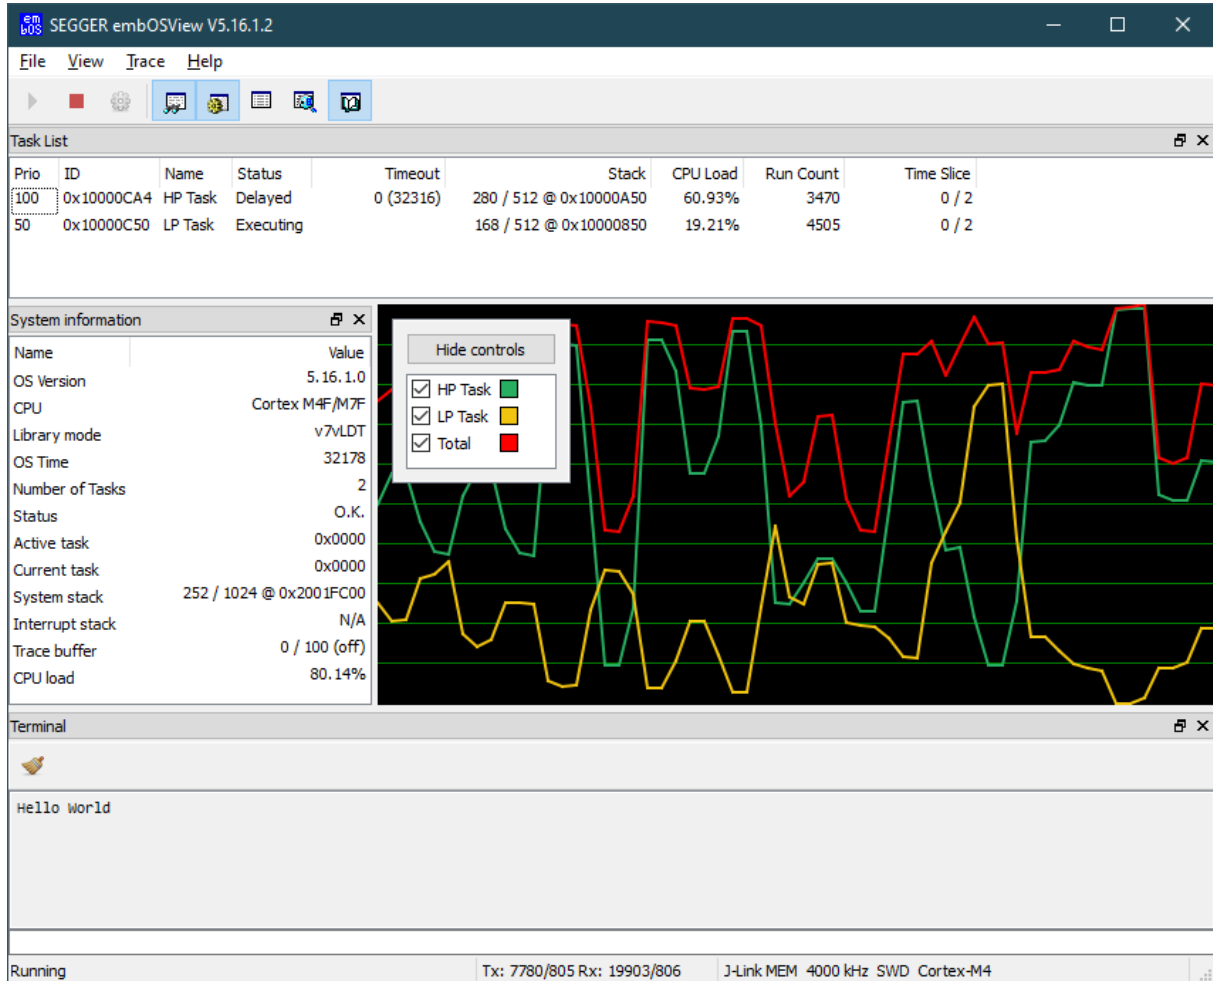 em
bOS
SEGGER embOSView V5.16.1.2
File View Trace Help
Task List
Prio ID Name Status Timeout Stack CPU Load Run Count Time Slice
100 0x10000CA4 HP Task Delayed 0 (32316) 280 / 512 @ 0x10000A50 60.93% 3470 0 / 2
50 0x10000C50 LP Task Executing 168 / 512 @ 0x10000850 19.21% 4505 0 / 2
System information
Name Value
OS Version 5.16.1.0
CPU Cortex M4F/M7F
Library mode v7vLDT
OS Time 32178
Number of Tasks 2
Status O.K.
Active task 0x0000
Current task 0x0000
System stack 252 / 1024 @ 0x2001FC00
Interrupt stack N/A
Trace buffer 0 / 100 (off)
CPU load 80.14%
Hide controls
HP Task
LP Task
Total
Terminal
Hello World
Running Tx: 7780/805 Rx: 19903/806 J-Link MEM 4000 kHz SWD Cortex-M4